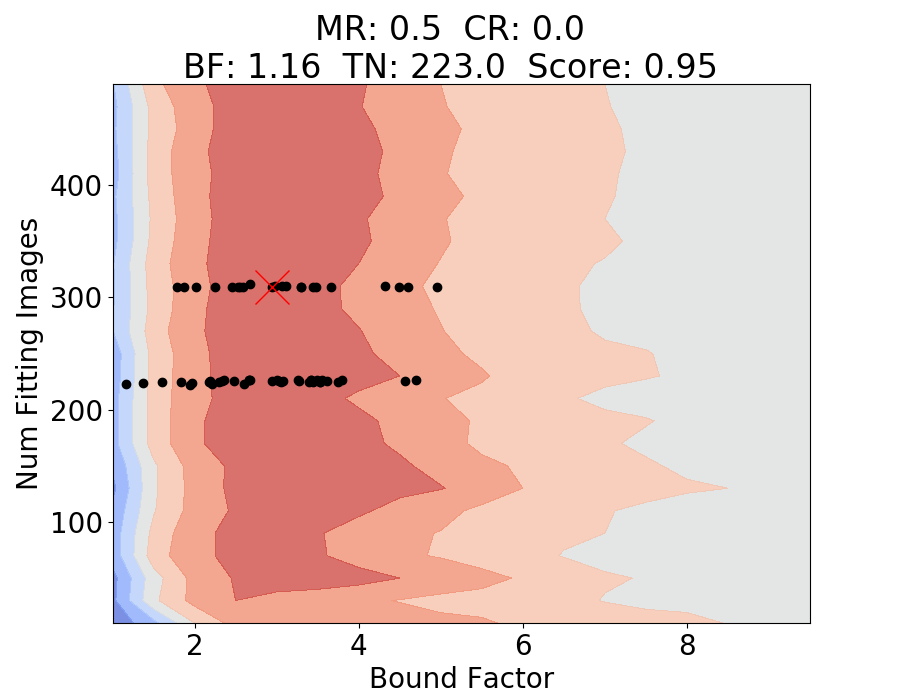 MR: 0.5  CR: 0.0
BF: 1.16  TN: 223.0  Score: 0.95
400
300
200
100
Num Fitting Images
2 4 6 8
Bound Factor